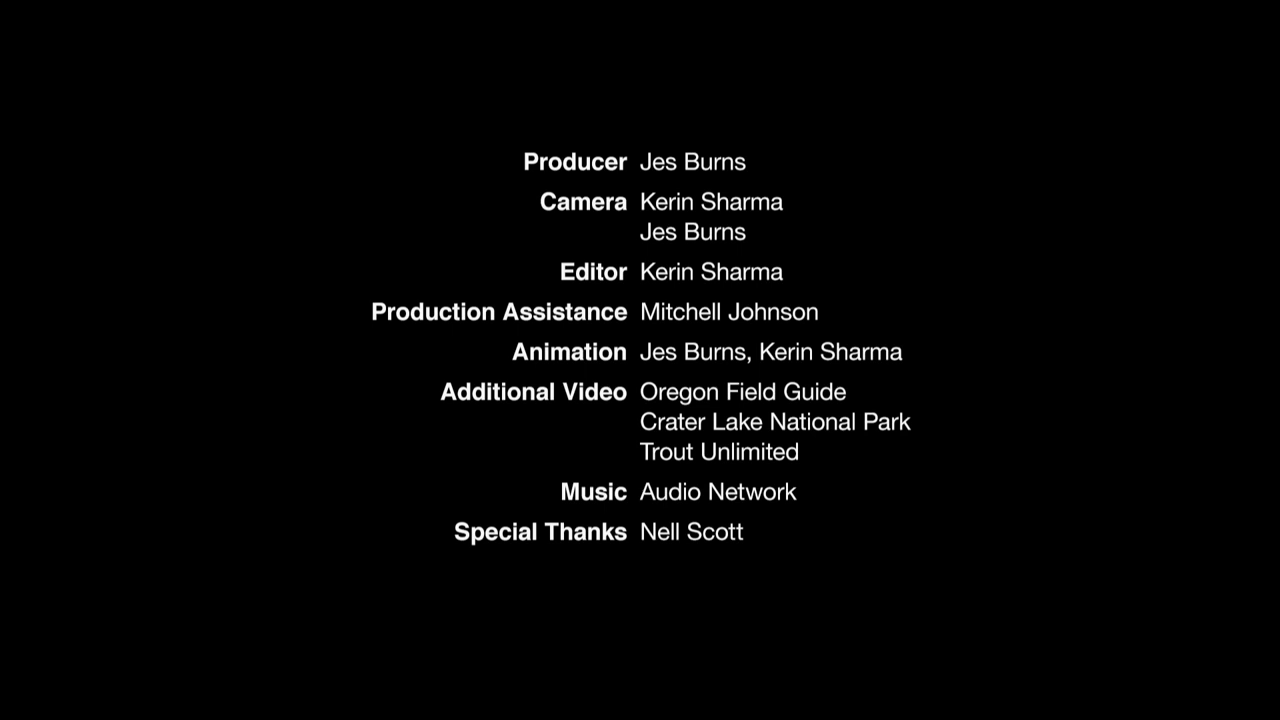 Producer Jes Burns
Camera Kerin Sharma
Jes Burns
Editor Kerin Sharma
Production Assistance Mitchell Johnson
Animation Jes Burns, Kerin Sharma
Additional Video Oregon Field Guide
Crater Lake National Park
Trout Unlimited
Music Audio Network
Special Thanks Nell Scott